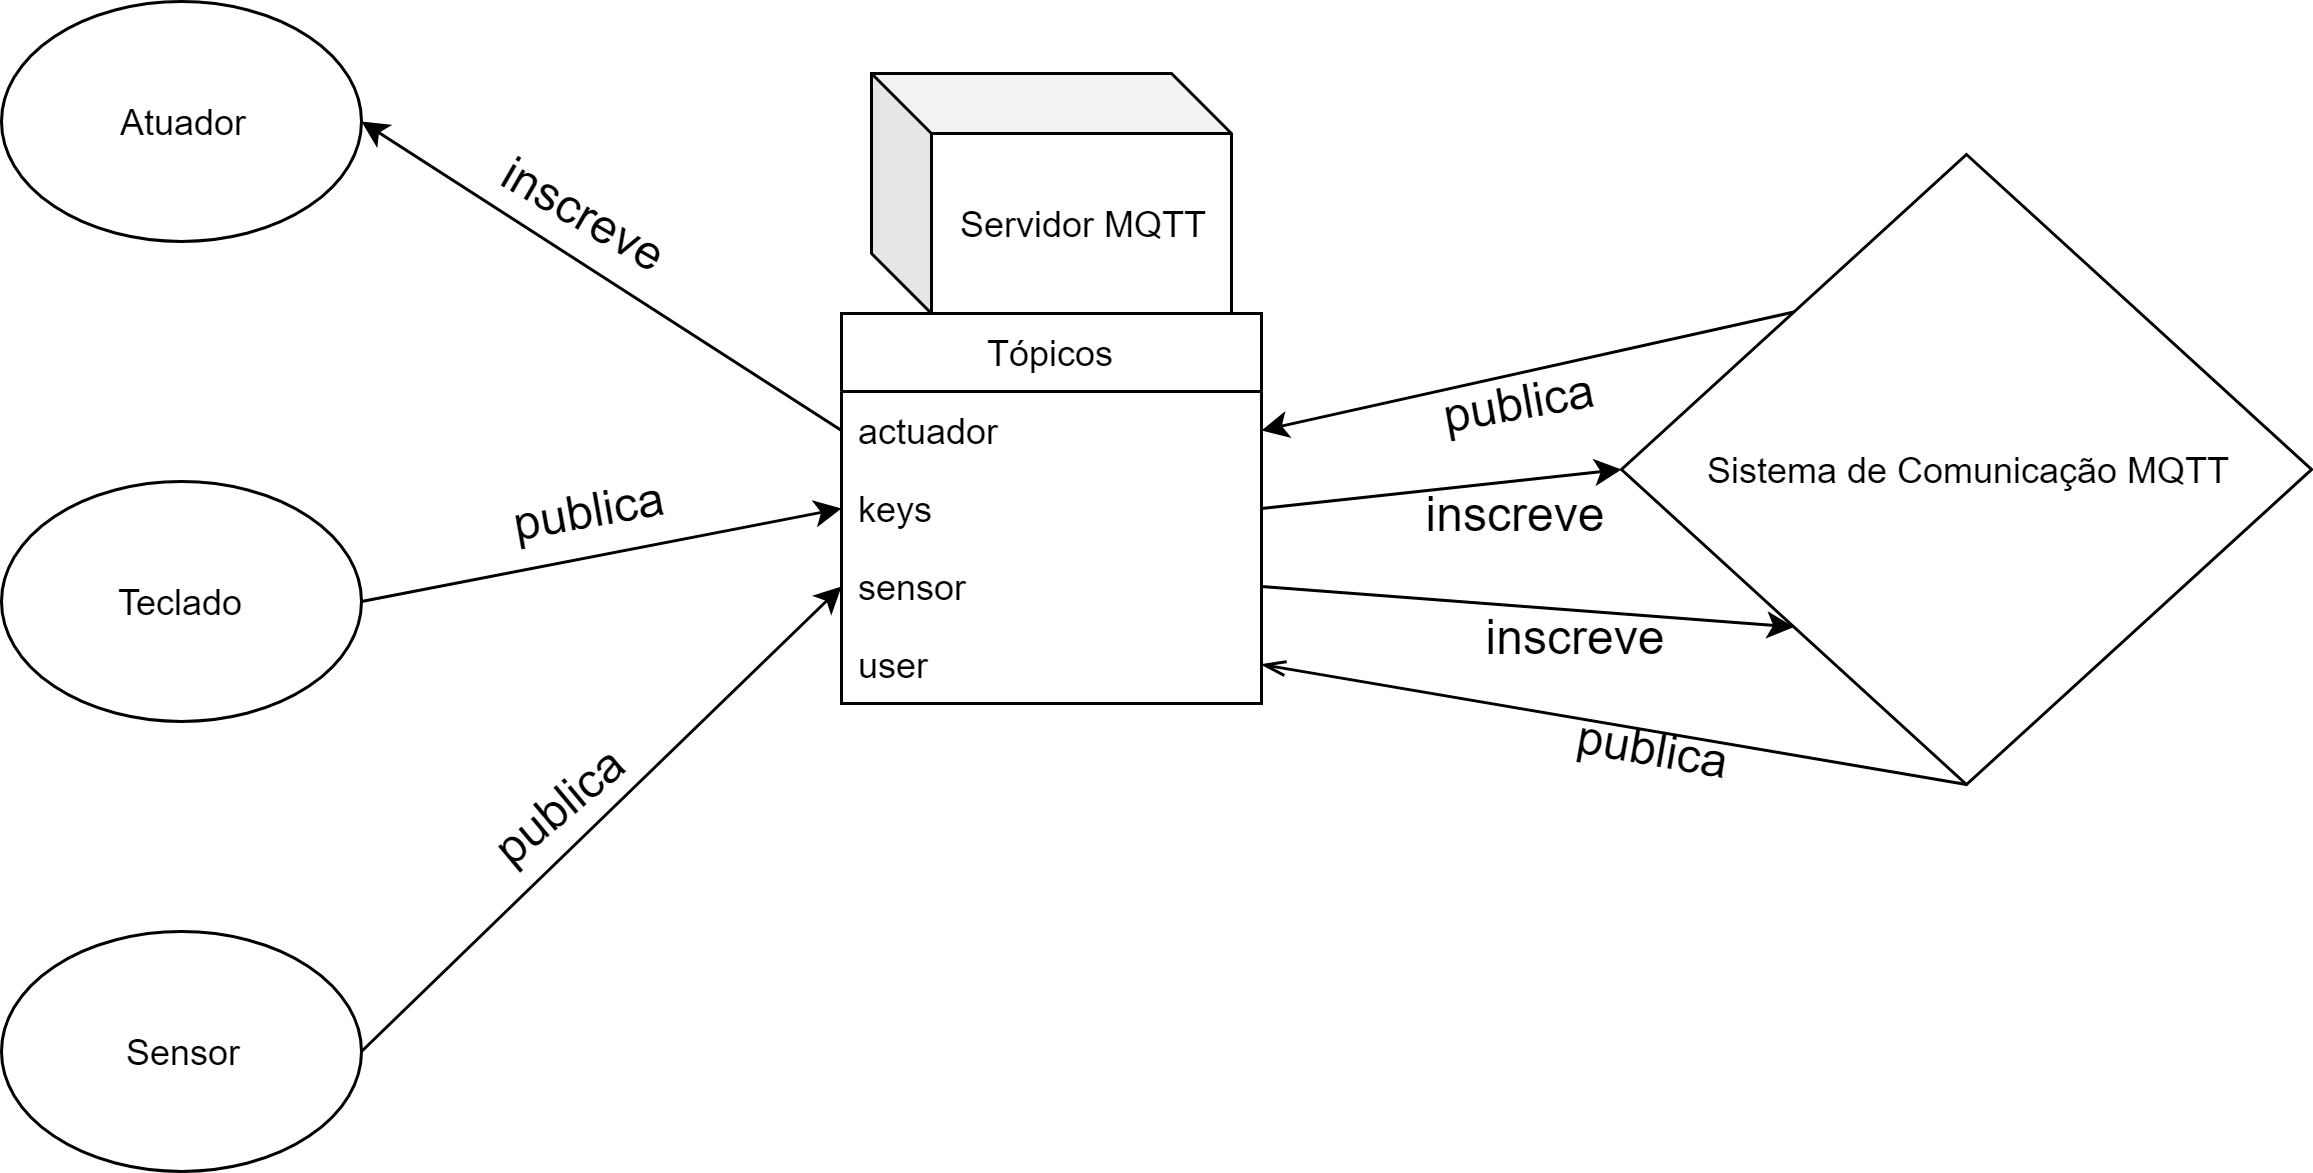 Atuador
inscreve
Servidor MQTT
Tópicos
actuador
keys
sensor
user
publica
Teclado
publica
Sensor
publica
inscreve
Sistema de Comunicação MQTT
inscreve
publica